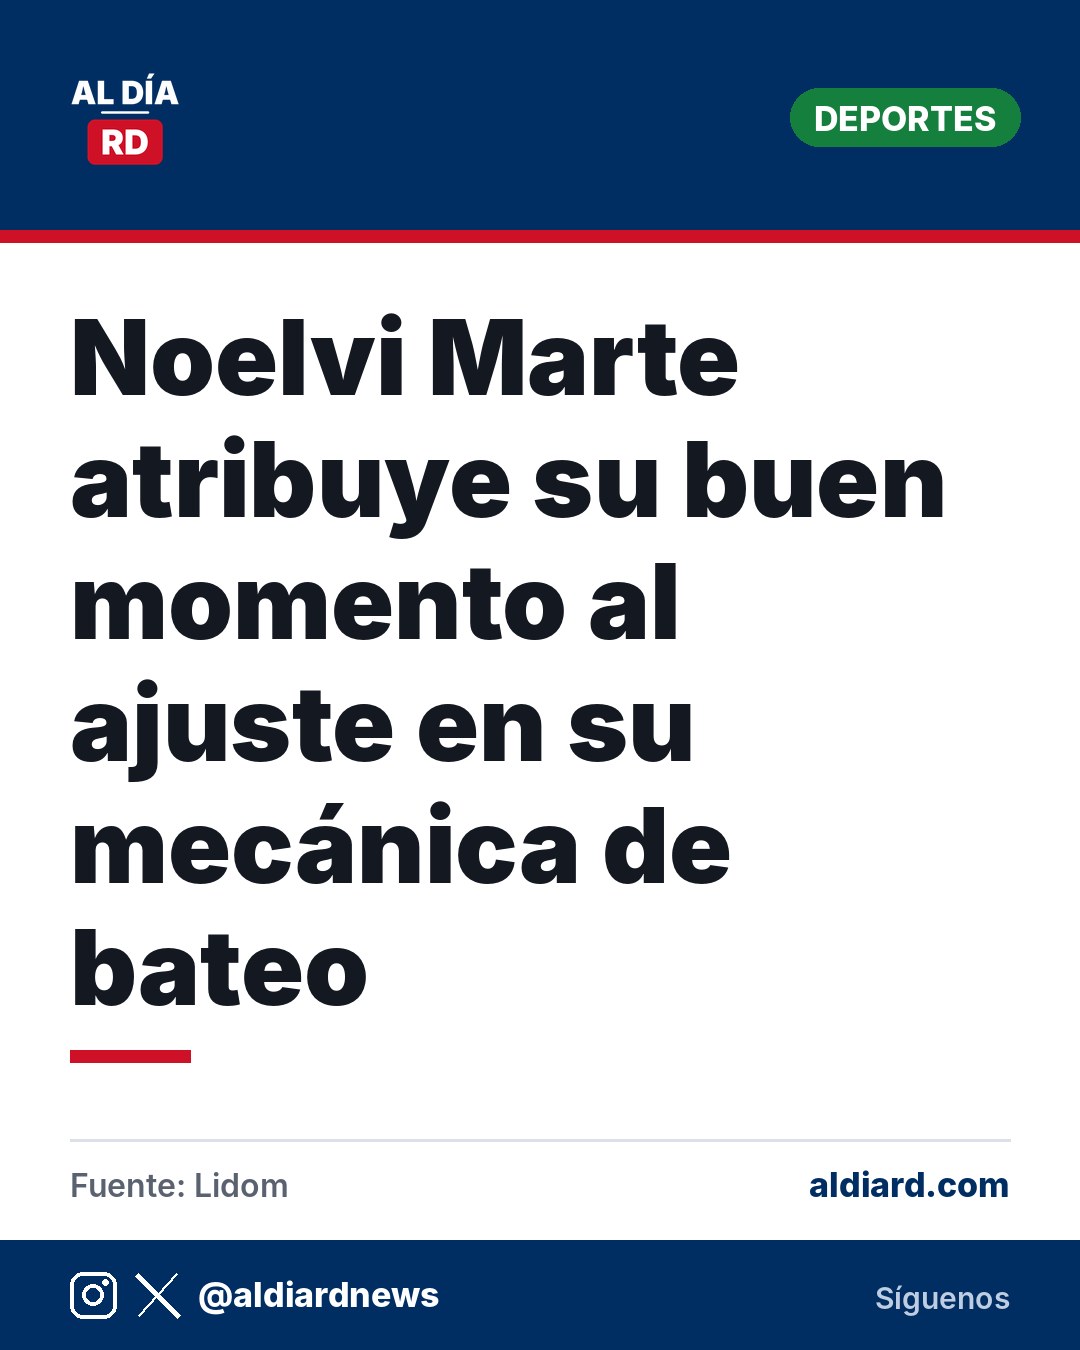 AL DÍA
RD
DEPORTES
Noelvi Marte
atribuye su buen
momento al
ajuste en su
mecánica de
bateo
Fuente: Lidom
aldiard.com
@aldiardnews
Síguenos